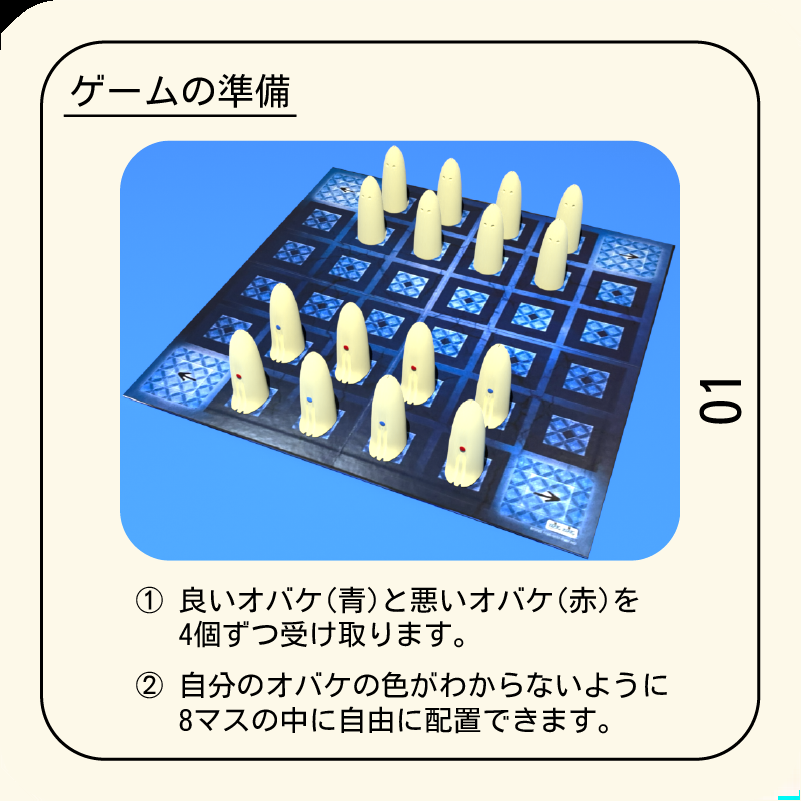 ゲームの準備
01
① 良いオバケ(青)と悪いオバケ(赤)を
4個ずつ受け取ります。
② 自分のオバケの色がわからないように
8マスの中に自由に配置できます。